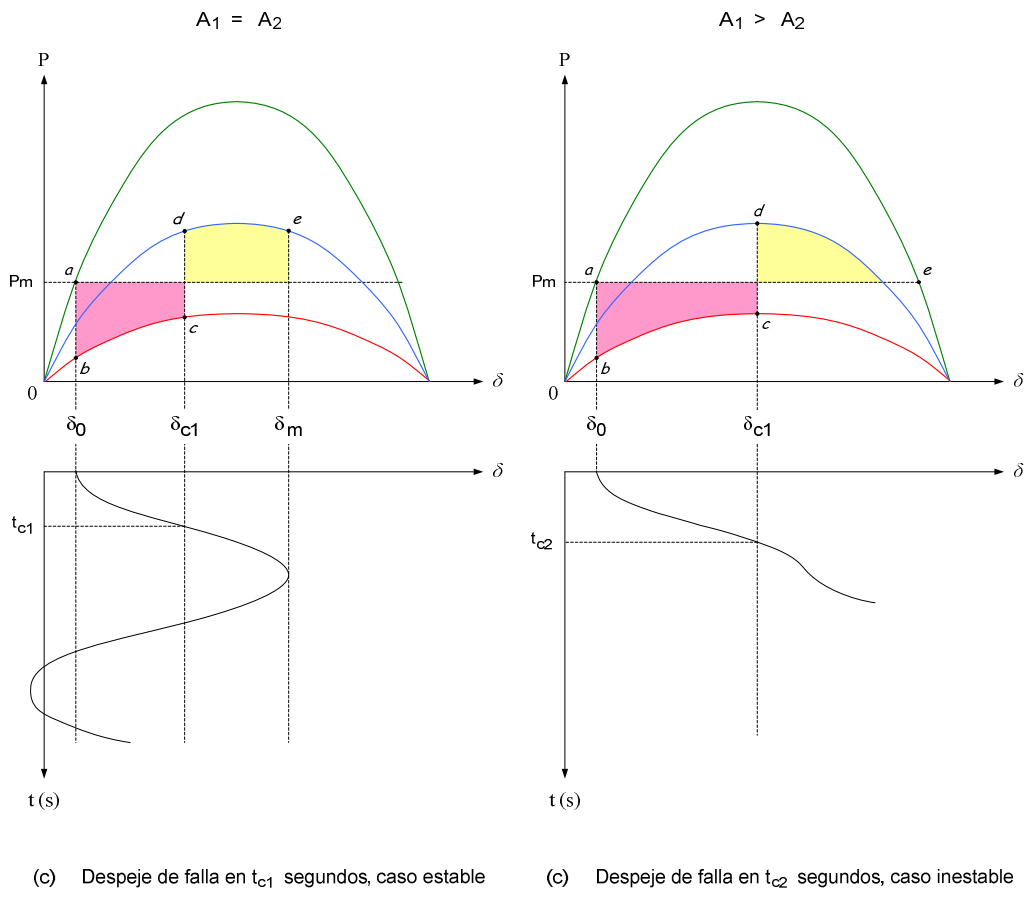 A1 = A2
A1 > A2
P
P
d
e
d
a
a
e
Pm
Pm
c
c
b
b
0
δ
0
δ
δ0
δc1
δm
δ0
δc1
δ
δ
tc1
tc2
t (s)
t (s)
(c) Despeje de falla en tc1 segundos, caso estable
(c) Despeje de falla en tc2 segundos, caso inestable